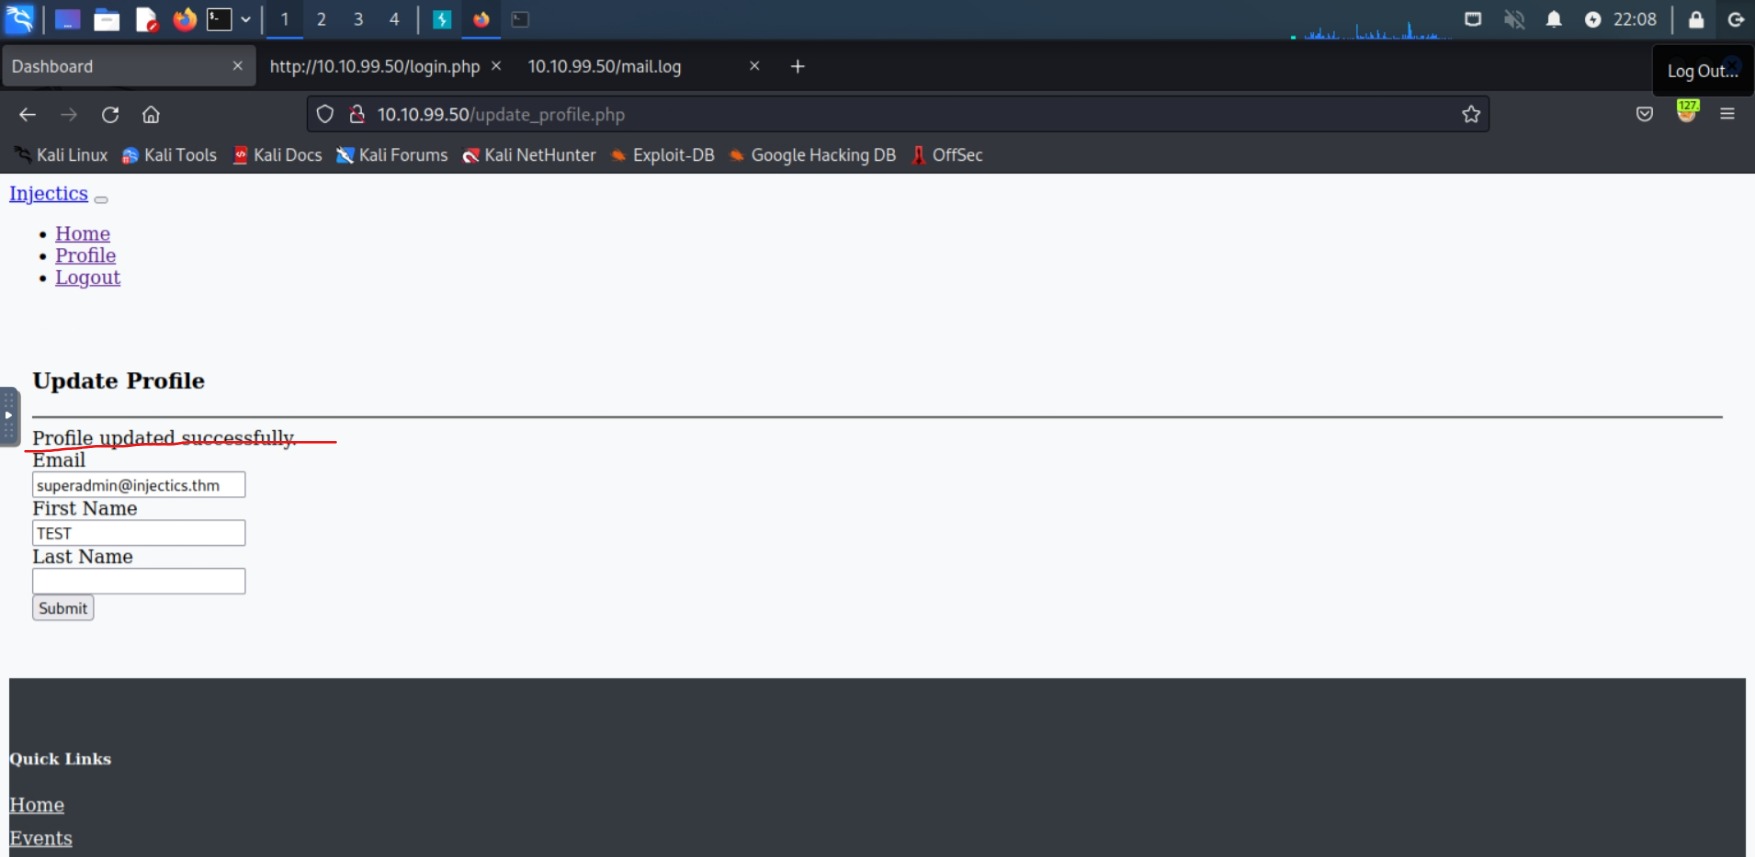 1 2 3 4 22:08
Dashboard http://10.10.99.50/login.php 10.10.99.50/mail.log Log Out...
10.10.99.50/update_profile.php 127.
Kali Linux Kali Tools Kali Docs Kali Forums Kali NetHunter Exploit-DB Google Hacking DB OffSec
Injectics
Home
Profile
Logout
Update Profile
Profile updated successfully.
Email
superadmin@injectics.thm
First Name
TEST
Last Name
Submit
Quick Links
Home
Events